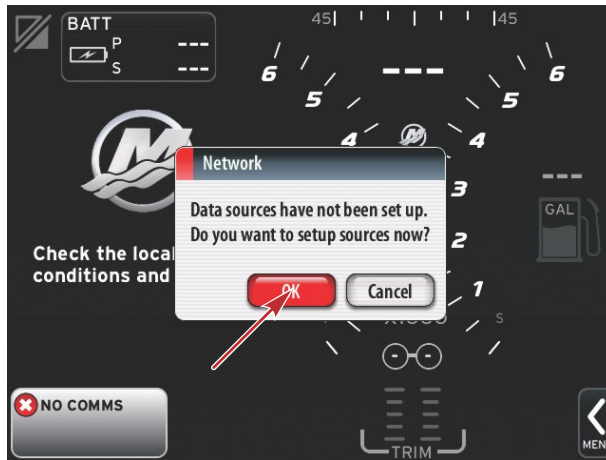 BATT
P ---
S ---
45 45
---
6 6
5 5
4 4
3
2
1
Network
Data sources have not been set up.
Do you want to setup sources now?
OK Cancel
Check the local
conditions and
---
GAL
S
NO COMMS
TRIM
MEN